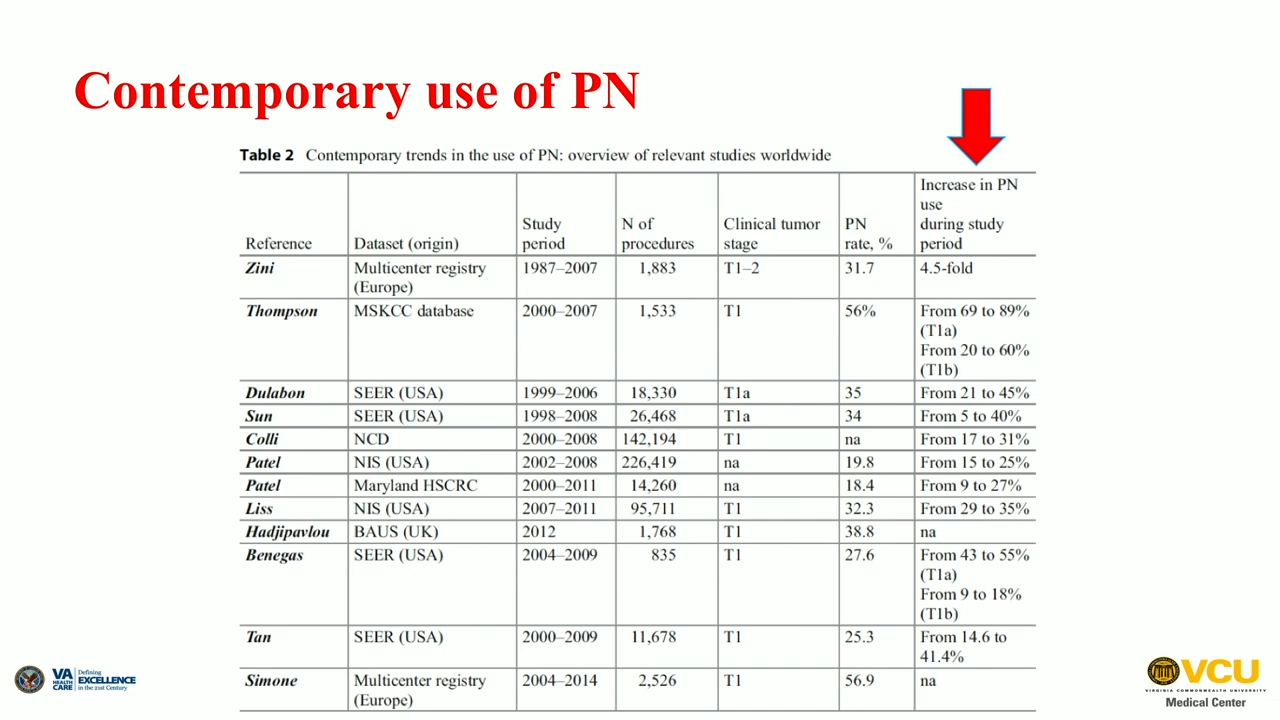 Contemporary use of PN
Table 2 Contemporary trends in the use of PN: overview of relevant studies worldwide
Reference Dataset (origin) Study period N of procedures Clinical tumor stage PN rate, % Increase in PN use during study period
Zini Multicenter registry (Europe) 1987–2007 1,883 T1–2 31.7 4.5-fold
Thompson MSKCC database 2000–2007 1,533 T1 56% From 69 to 89% (T1a) From 20 to 60% (T1b)
Dulabon SEER (USA) 1999–2006 18,330 T1a 35 From 21 to 45%
Sun SEER (USA) 1998–2008 26,468 T1a 34 From 5 to 40%
Colli NCD 2000–2008 142,194 T1 na From 17 to 31%
Patel NIS (USA) 2002–2008 226,419 na 19.8 From 15 to 25%
Patel Maryland HSCRC 2000–2011 14,260 na 18.4 From 9 to 27%
Liss NIS (USA) 2007–2011 95,711 T1 32.3 From 29 to 35%
Hadjipavlou BAUS (UK) 2012 1,768 T1 38.8 na
Benegas SEER (USA) 2004–2009 835 T1 27.6 From 43 to 55% (T1a) From 9 to 18% (T1b)
Tan SEER (USA) 2000–2009 11,678 T1 25.3 From 14.6 to 41.4%
Simone Multicenter registry (Europe) 2004–2014 2,526 T1 56.9 na
VA
HEALTH
CARE
Defining
EXCELLENCE
in the 21st Century
VCU
VIRGINIA COMMONWEALTH UNIVERSITY
Medical Center